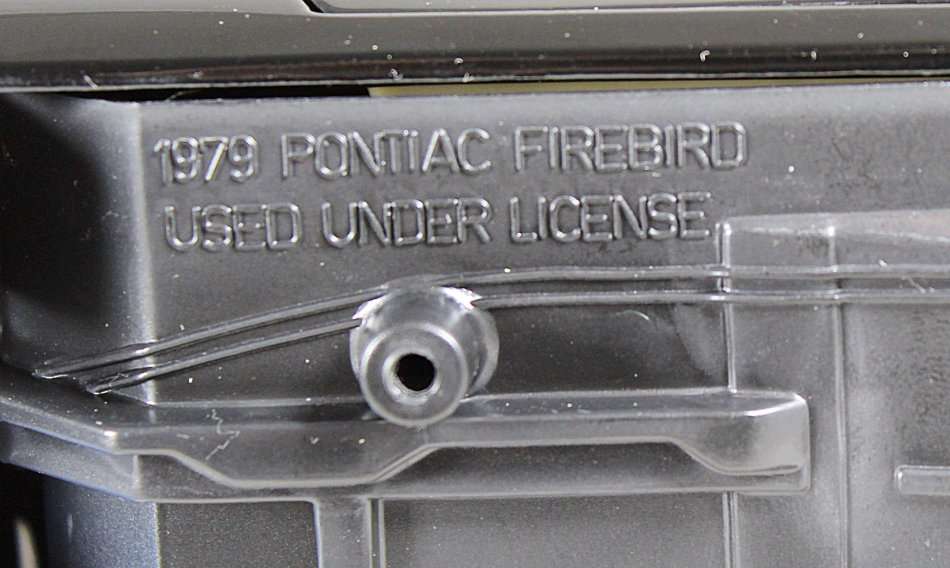 1979 PONTIAC FIREBIRD
USED UNDER LICENSE